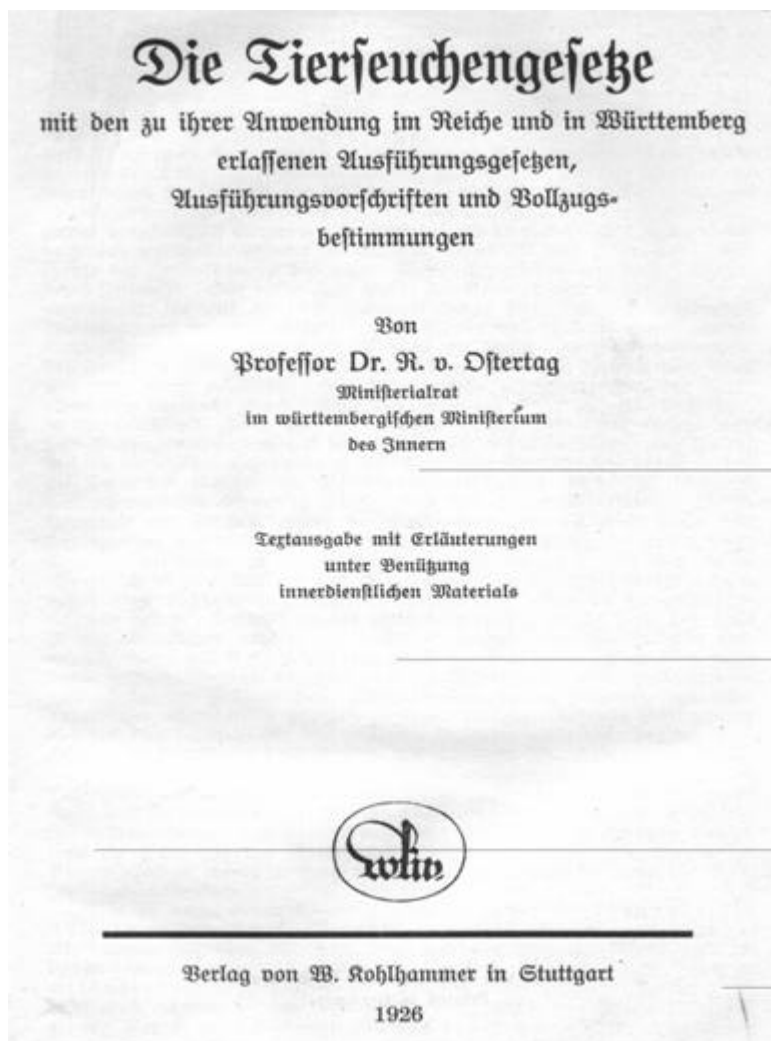 Die Tierseuchengesetze
mit den zu ihrer Anwendung im Reiche und in Württemberg
erlassenen Ausführungsgesetzen,
Ausführungsvorschriften und Vollzugs-
bestimmungen
Von
Professor Dr. R. v. Ostertag
Ministerialrat
im württembergischen Ministerium
des Innern
Textausgabe mit Erläuterungen
unter Benützung
innerdienstlichen Materials
Verlag von W. Kohlhammer in Stuttgart
1926